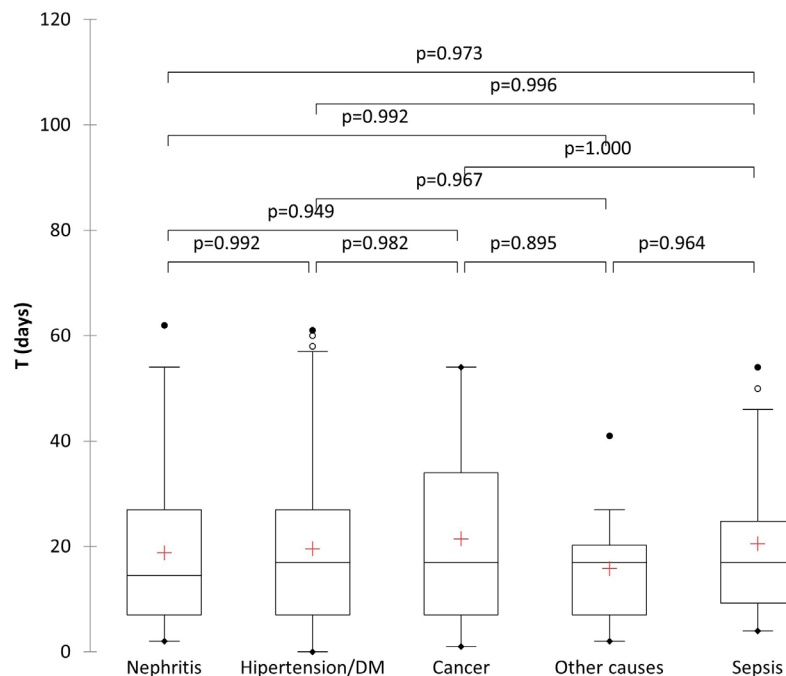 120
p=0.973
p=0.996
100
p=0.992
p=1.000
p=0.967
p=0.949
80
p=0.992 p=0.982 p=0.895 p=0.964
T (days)
60
40
20
0
Nephritis Hipertension/DM Cancer Other causes Sepsis